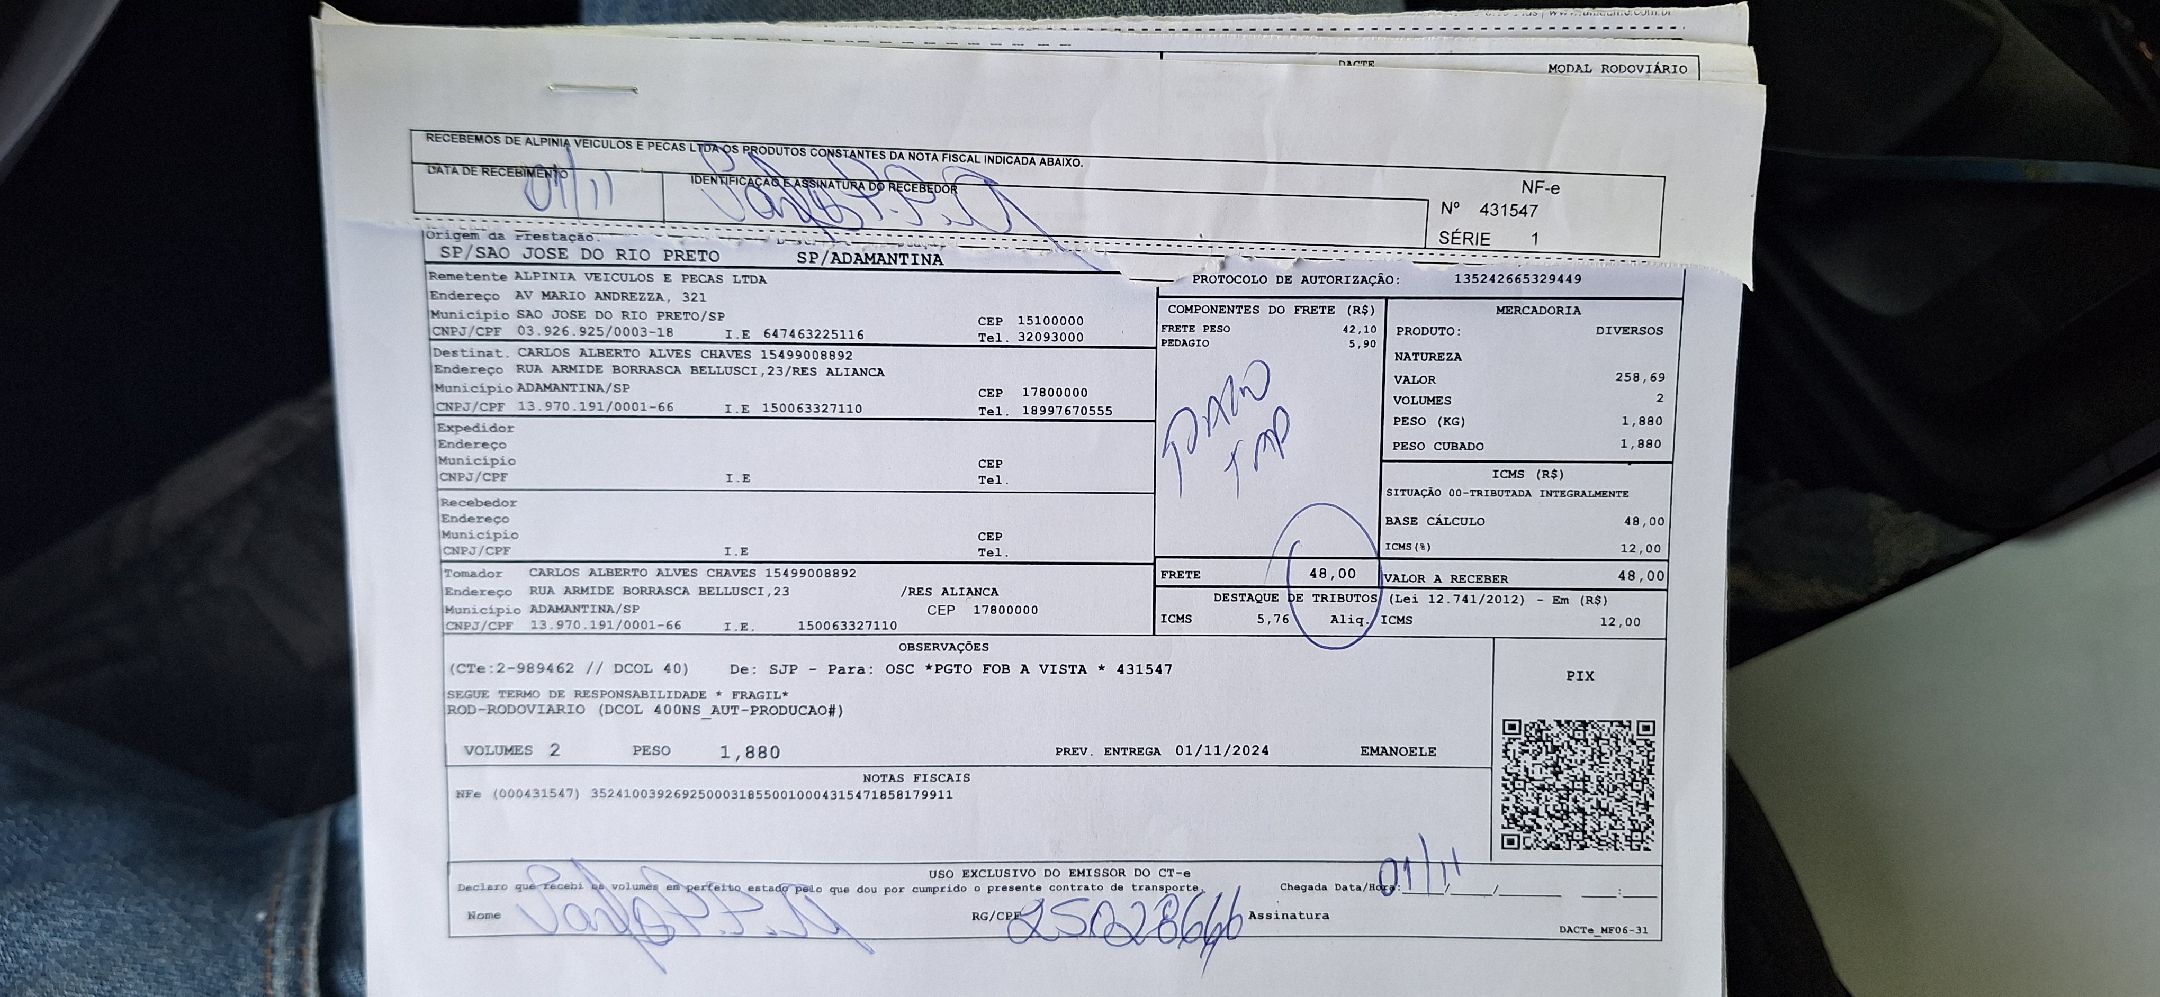 DACTE
MODAL RODOVIÁRIO
RECEBEMOS DE ALPINIA VEICULOS E PECAS LTDA OS PRODUTOS CONSTANTES DA NOTA FISCAL INDICADA ABAIXO.
DATA DE RECEBIMENTO
01/11
IDENTIFICAÇAO E ASSINATURA DO RECEBEDOR
NF-e
Nº 431547
SÉRIE 1
Origem da Prestação:
SP/SAO JOSE DO RIO PRETO SP/ADAMANTINA
PROTOCOLO DE AUTORIZAÇÃO: 135242665329449
Remetente ALPINIA VEICULOS E PECAS LTDA
Endereço AV MARIO ANDREZZA, 321
Município SAO JOSE DO RIO PRETO/SP CEP 15100000
CNPJ/CPF 03.926.925/0003-18 I.E 647463225116 Tel. 32093000
Destinat. CARLOS ALBERTO ALVES CHAVES 15499008892
Endereço RUA ARMIDE BORRASCA BELLUSCI,23/RES ALIANCA
Município ADAMANTINA/SP CEP 17800000
CNPJ/CPF 13.970.191/0001-66 I.E 150063327110 Tel. 18997670555
Expedidor
Endereço
Município CEP
CNPJ/CPF I.E Tel.
Recebedor
Endereço
Município CEP
CNPJ/CPF I.E Tel.
Tomador CARLOS ALBERTO ALVES CHAVES 15499008892
Endereço RUA ARMIDE BORRASCA BELLUSCI,23 /RES ALIANCA
Município ADAMANTINA/SP CEP 17800000
CNPJ/CPF 13.970.191/0001-66 I.E. 150063327110
COMPONENTES DO FRETE (R$)
FRETE PESO 42,10
PEDAGIO 5,90
FRETE 48,00
MERCADORIA
PRODUTO: DIVERSOS
NATUREZA
VALOR 258,69
VOLUMES 2
PESO (KG) 1,880
PESO CUBADO 1,880
ICMS (R$)
SITUAÇÃO 00-TRIBUTADA INTEGRALMENTE
BASE CÁLCULO 48,00
ICMS(%) 12,00
VALOR A RECEBER 48,00
DESTAQUE DE TRIBUTOS (Lei 12.741/2012) - Em (R$)
ICMS 5,76 Aliq. ICMS 12,00
OBSERVAÇÕES
(CTe:2-989462 // DCOL 40) De: SJP - Para: OSC *PGTO FOB A VISTA * 431547
SEGUE TERMO DE RESPONSABILIDADE * FRAGIL*
ROD-RODOVIARIO (DCOL 400NS_AUT-PRODUCAO#)
VOLUMES 2 PESO 1,880 PREV. ENTREGA 01/11/2024 EMANOELE
PIX
NOTAS FISCAIS
NFe (000431547) 35241003926925000318550010004315471858179911
USO EXCLUSIVO DO EMISSOR DO CT-e
Declaro que recebi os volumes em perfeito estado pelo que dou por cumprido o presente contrato de transporte. Chegada Data/Hora: 01/11
Nome RG/CPF Assinatura
DACTe_MF06-31